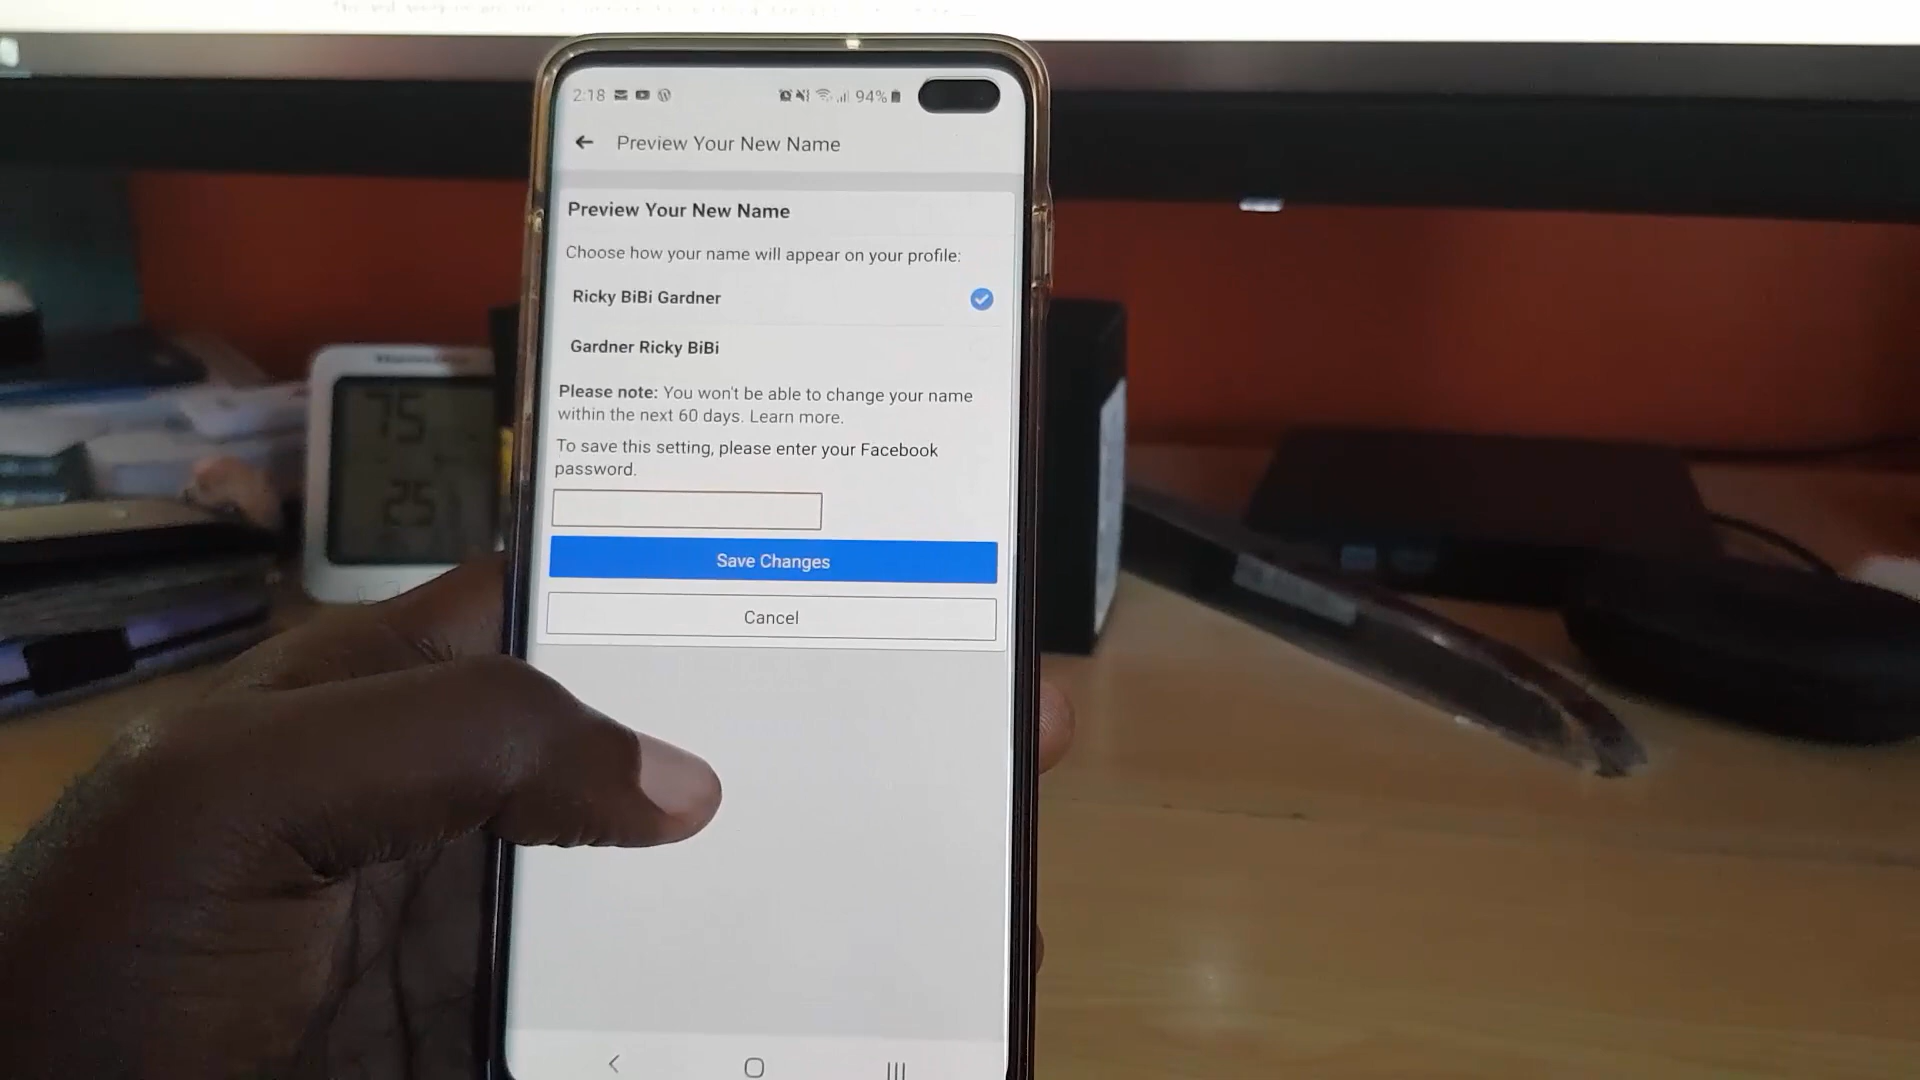 2:18 94%
Preview Your New Name
Preview Your New Name
Choose how your name will appear on your profile:
Ricky BiBi Gardner
Gardner Ricky BiBi
Please note: You won't be able to change your name
within the next 60 days. Learn more.
To save this setting, please enter your Facebook
password.
Save Changes
Cancel
75
25